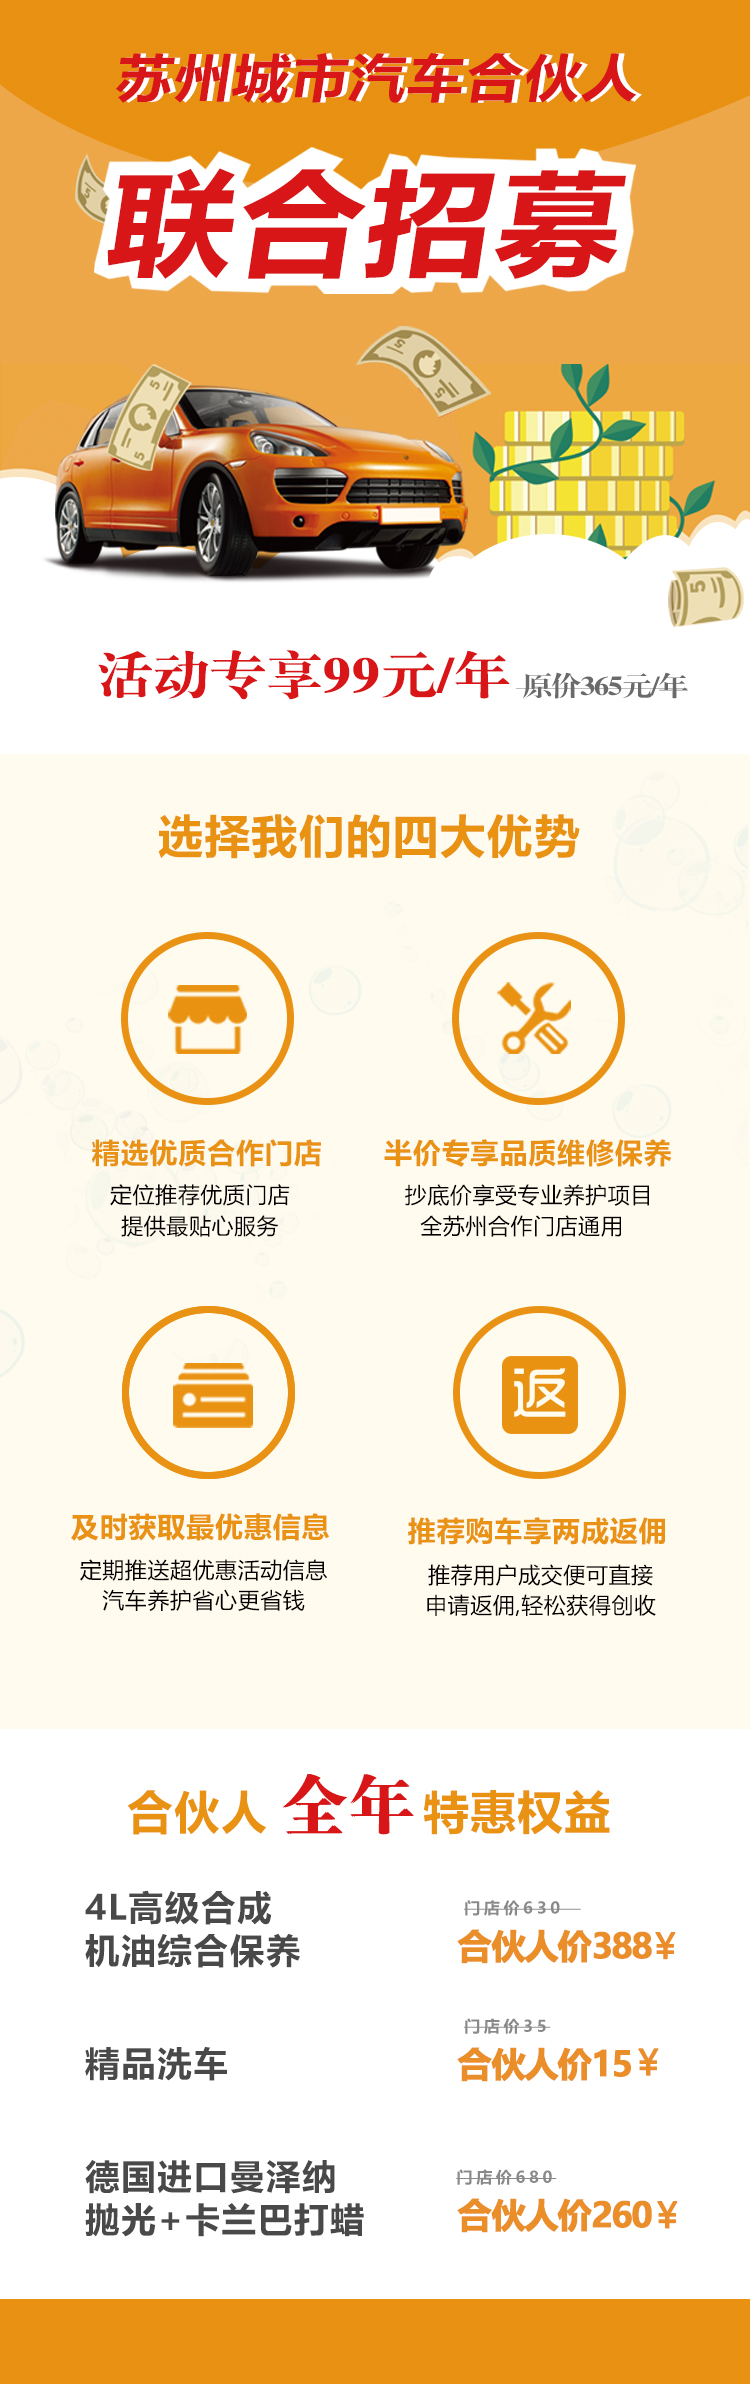 苏州城市汽车合伙人
联合招募
活动专享99元/年 原价365元/年
选择我们的四大优势
精选优质合作门店
定位推荐优质门店
提供最贴心服务
半价专享品质维修保养
抄底价享受专业养护项目
全苏州合作门店通用
返
及时获取最优惠信息
定期推送超优惠活动信息
汽车养护省心更省钱
推荐购车享两成返佣
推荐用户成交便可直接
申请返佣,轻松获得创收
合伙人 全年 特惠权益
4L高级合成
机油综合保养
门店价630
合伙人价388¥
精品洗车
门店价35
合伙人价15¥
德国进口曼泽纳
抛光+卡兰巴打蜡
门店价680
合伙人价260¥